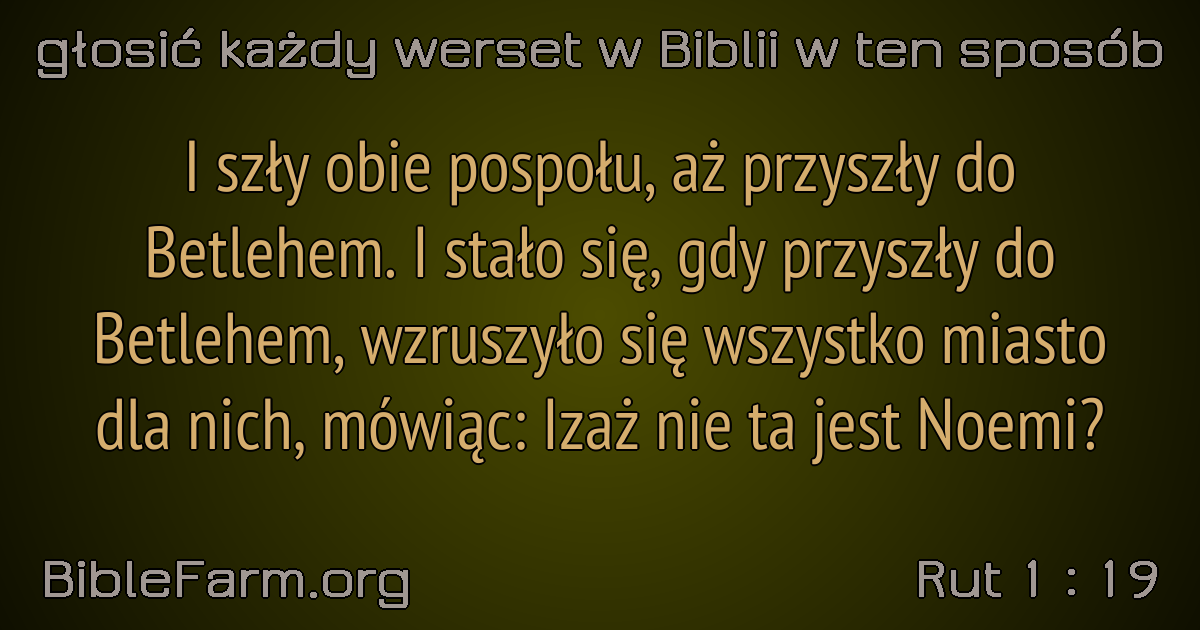 głosić każdy werset w Biblii w ten sposób
I szły obie pospołu, aż przyszły do
Betlehem. I stało się, gdy przyszły do
Betlehem, wzruszyło się wszystko miasto
dla nich, mówiąc: Izaż nie ta jest Noemi?
BibleFarm.org
Rut 1 : 19